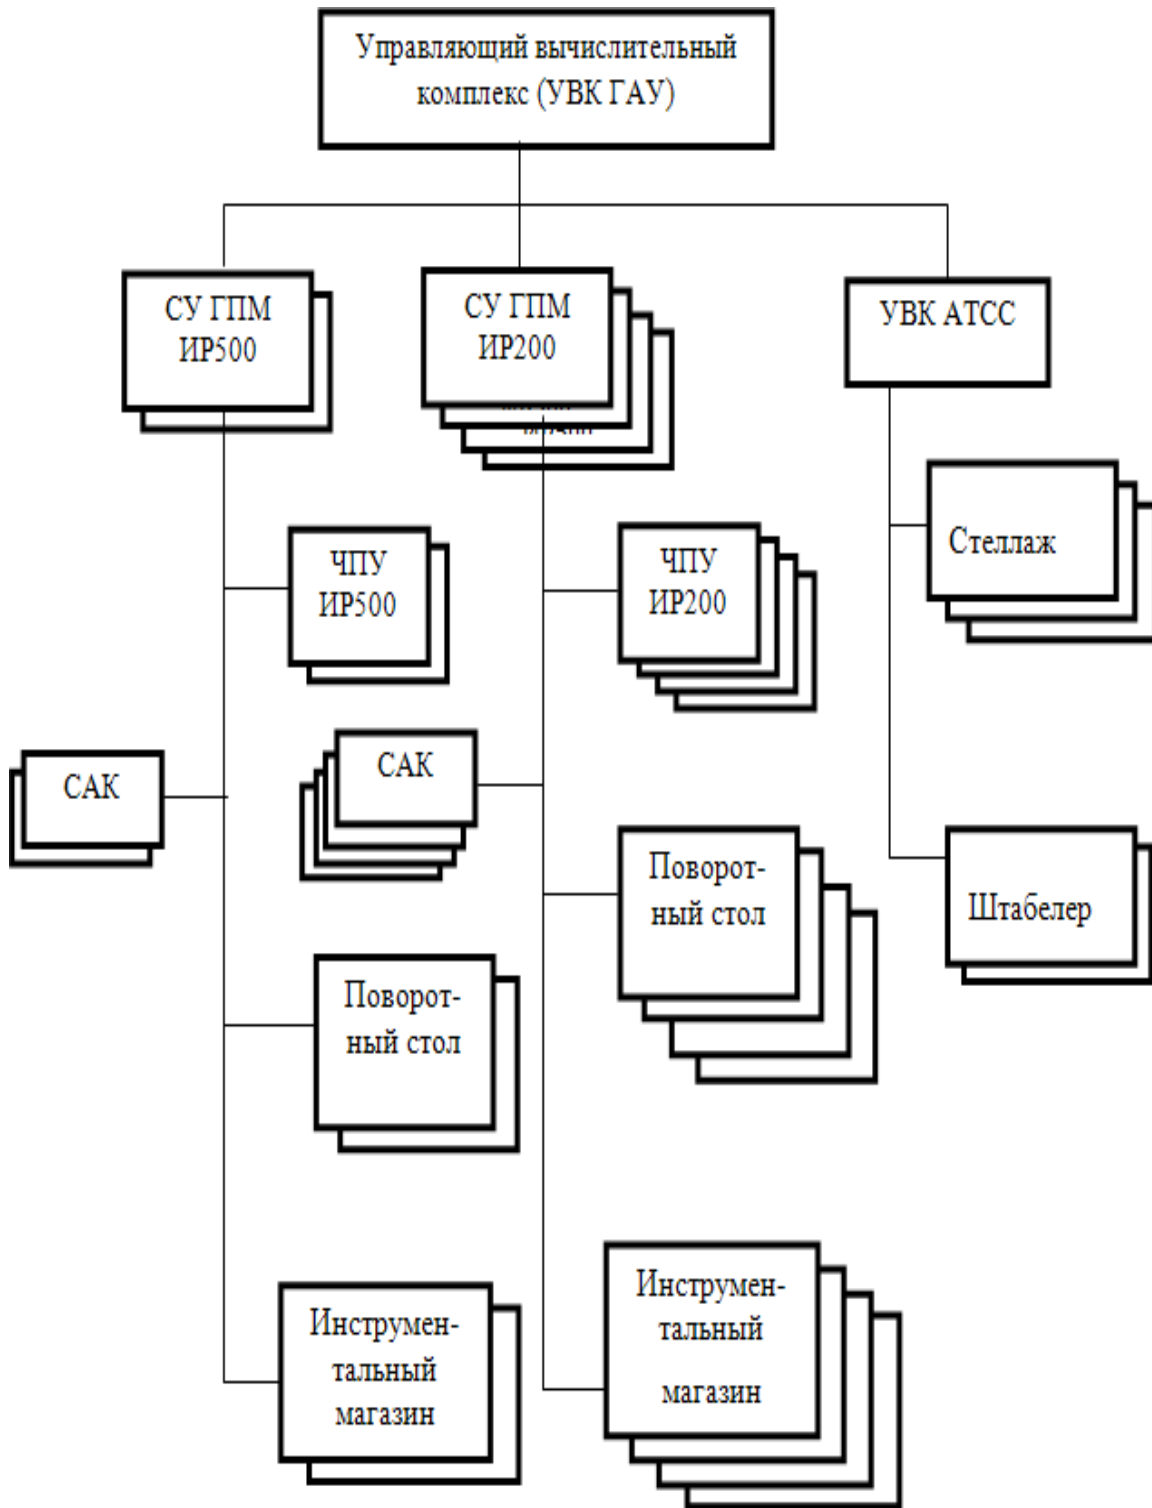 Управляющий вычислительный
комплекс (УВК ГАУ)
СУ ГПМ
ИР500
СУ ГПМ
ИР200
УВК АТСС
ЧПУ
ИР500
ЧПУ
ИР200
Стеллаж
САК
САК
Поворот-
ный стол
Штабелер
Поворот-
ный стол
Инструмен-
тальный
магазин
Инструмен-
тальный
магазин